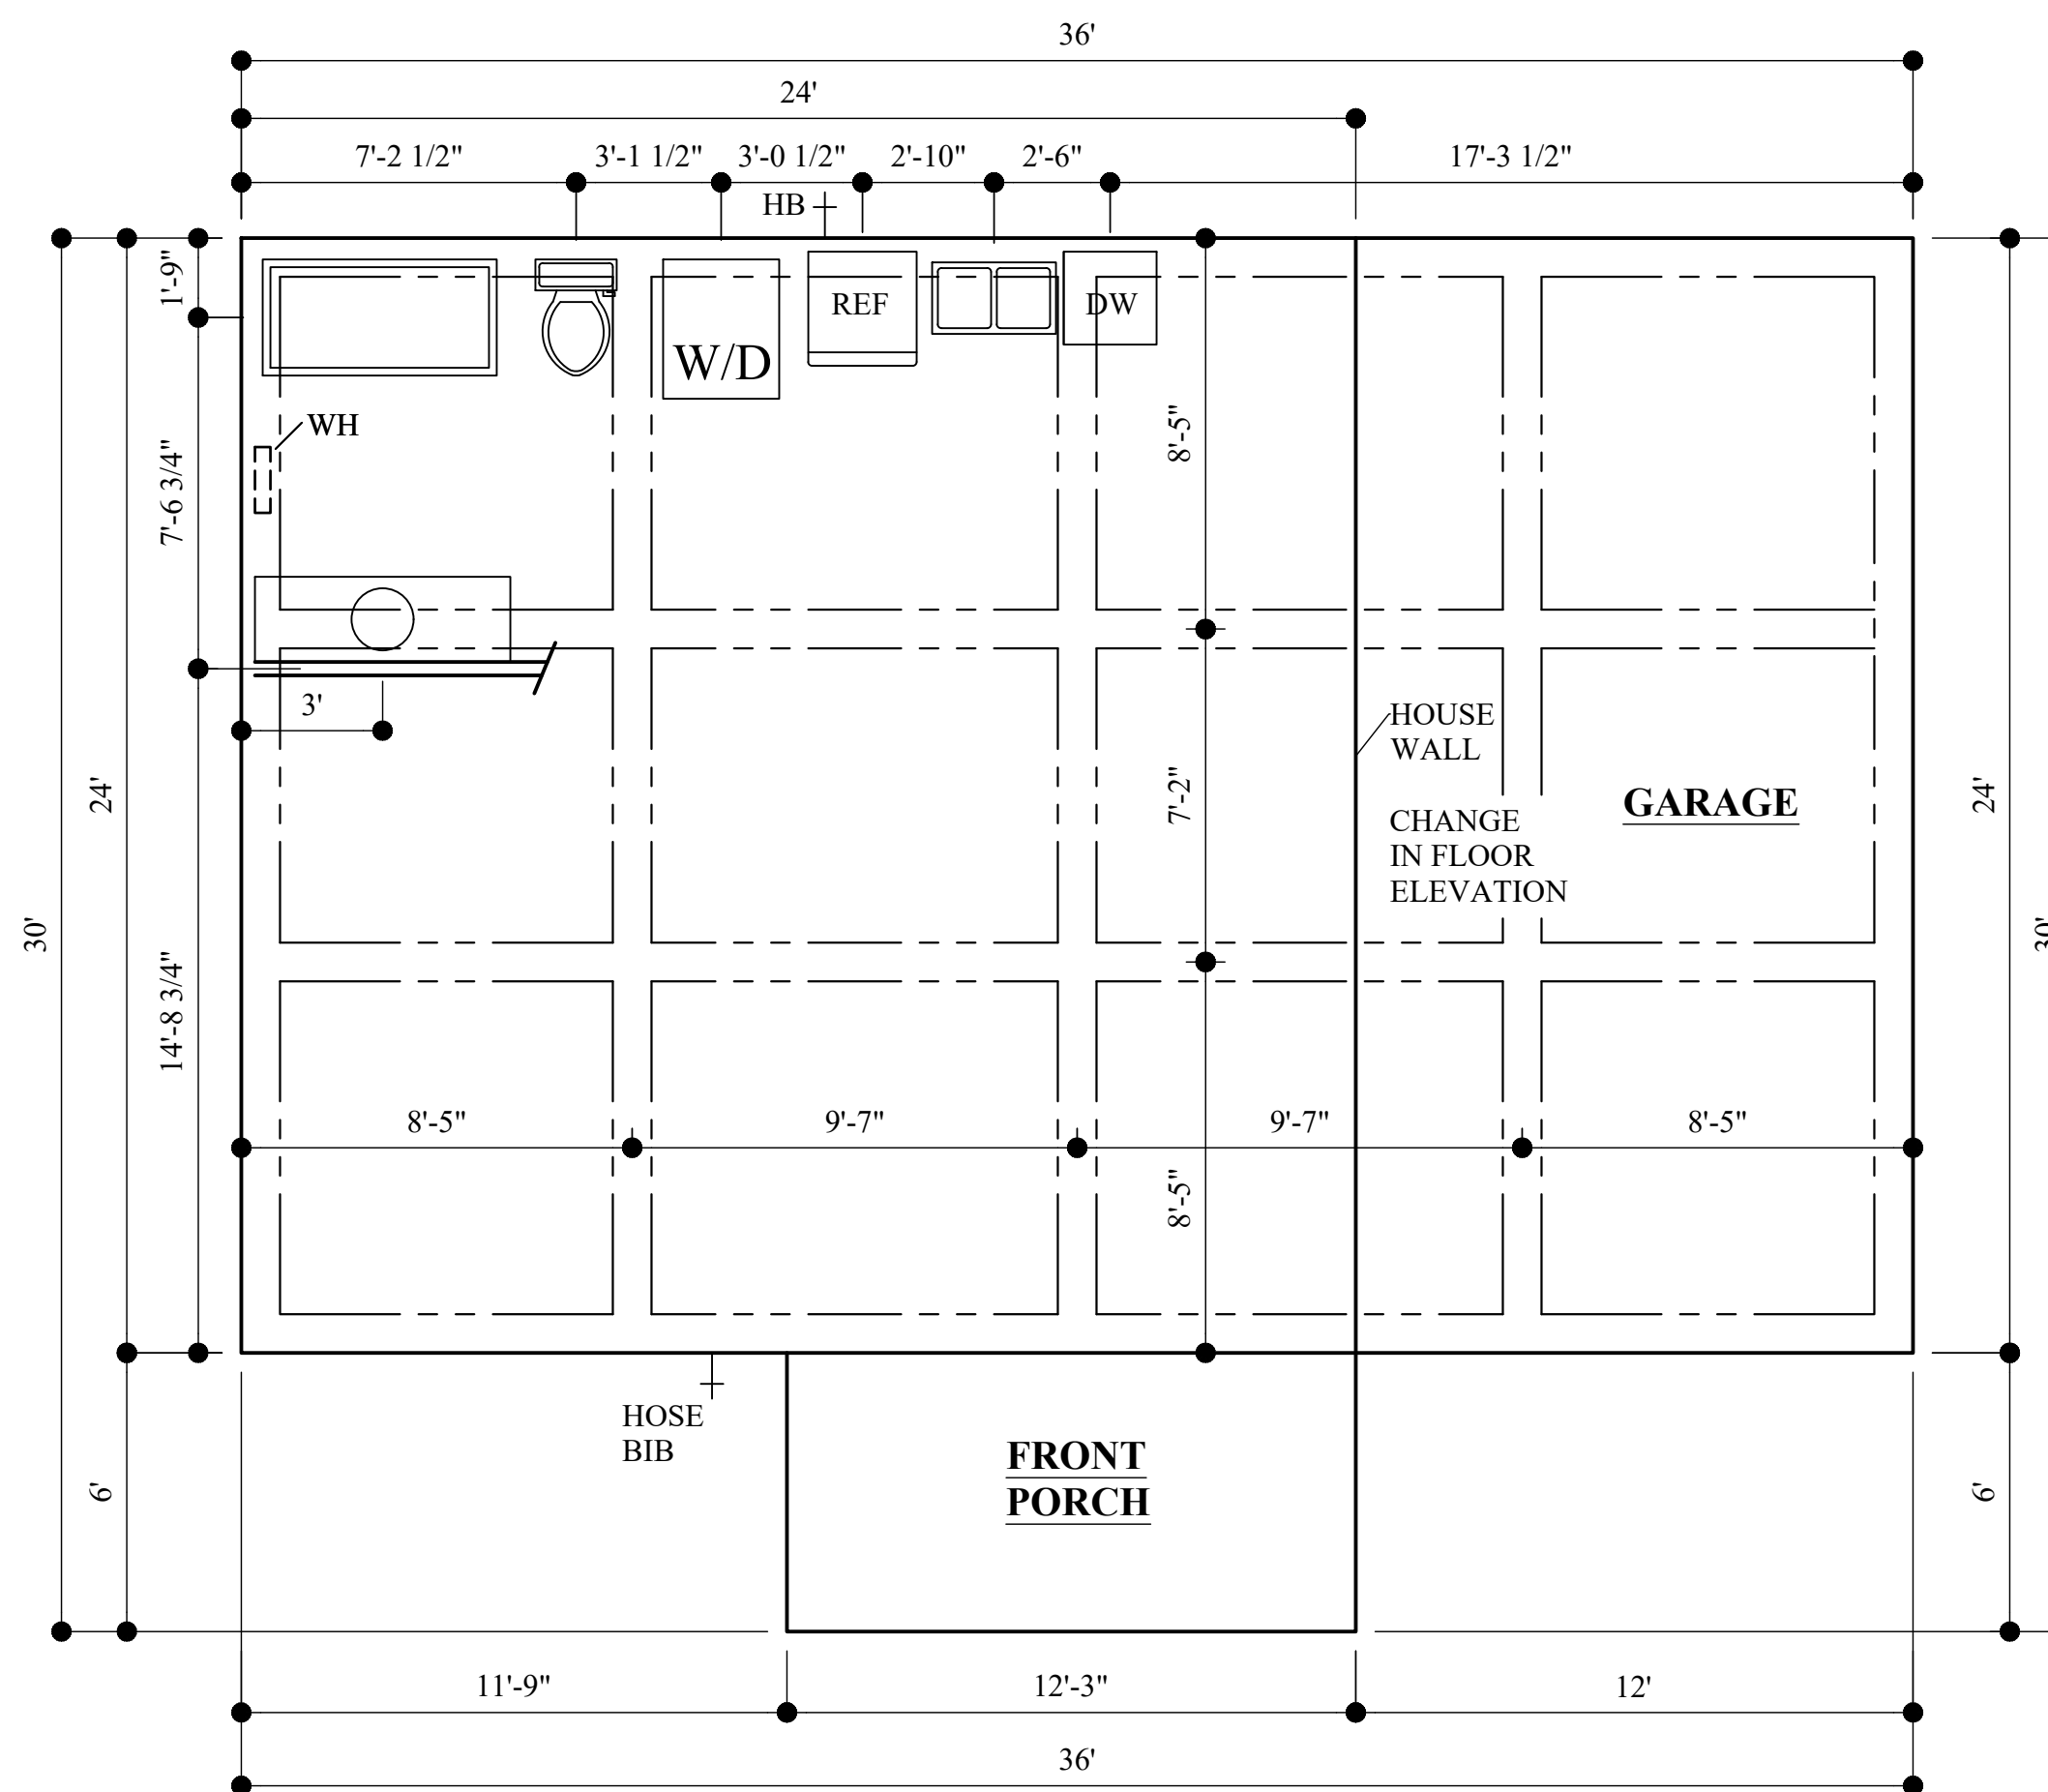 36'
24'
7'-2 1/2" 3'-1 1/2" 3'-0 1/2" 2'-10" 2'-6" 17'-3 1/2"
HB
1'-9"
REF
DW
W/D
WH
8'-5"
7'-6 3/4"
3'
HOUSE
WALL
24'
7'-2"
GARAGE
24'
CHANGE
IN FLOOR
ELEVATION
30'
30'
14'-8 3/4"
8'-5" 9'-7" 9'-7" 8'-5"
8'-5"
HOSE
BIB
FRONT
PORCH
6'
6'
11'-9" 12'-3" 12'
36'